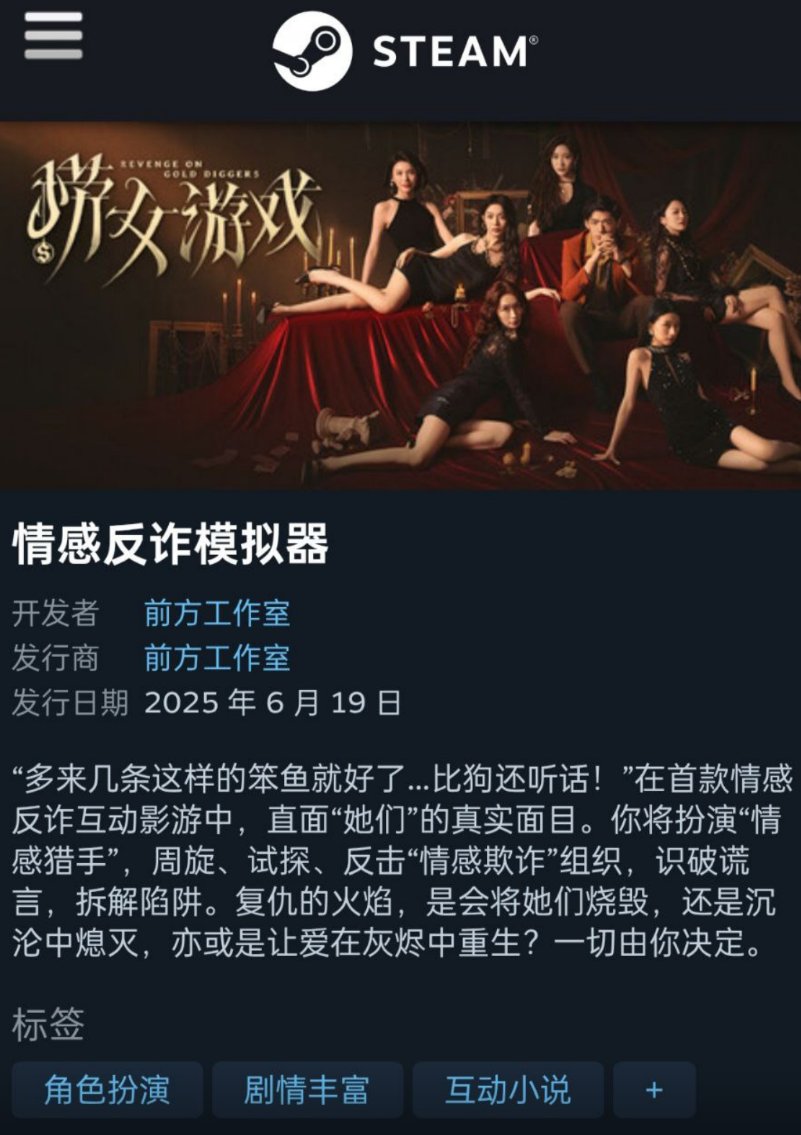 STEAM®
REVENGE ON
GOLD DIGGERS
捞女游戏
情感反诈模拟器
开发者 前方工作室
发行商 前方工作室
发行日期 2025 年 6 月 19 日
“多来几条这样的笨鱼就好了...比狗还听话！”在首款情感
反诈互动影游中，直面“她们”的真实面目。你将扮演“情
感猎手”，周旋、试探、反击“情感欺诈”组织，识破谎
言，拆解陷阱。复仇的火焰，是会将她们烧毁，还是沉
沦中熄灭，亦或是让爱在灰烬中重生？一切由你决定。
标签
角色扮演 剧情丰富 互动小说 +